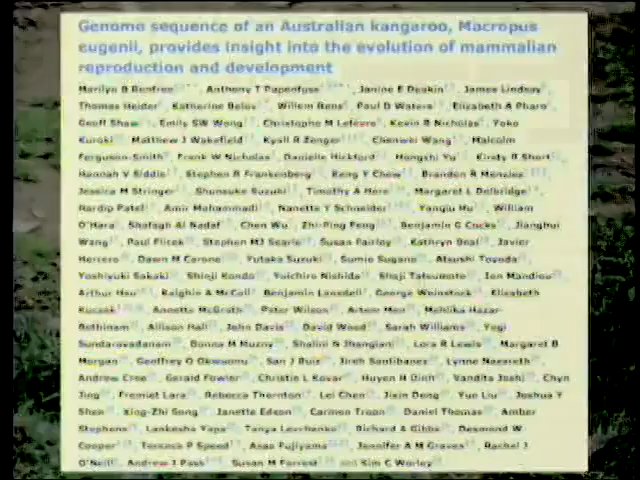 Genome sequence of an Australian kangaroo, Macropus
eugenii, provides insight into the evolution of mammalian
reproduction and development
Marilyn B Renfree, Anthony T Papenfuss, Janine E Deakin, James Lindsay,
Thomas Heider, Katherine Belov, Willem Rens, Paul D Waters, Elizabeth A Pharo,
Geoff Shaw, Emily SW Wong, Christophe M Lefèvre, Kevin R Nicholas, Yoko
Kuroki, Matthew J Wakefield, Kyall R Zenger, Chenwei Wang, Malcolm
Ferguson-Smith, Frank W Nicholas, Danielle Hickford, Hongshi Yu, Kirsty R Short,
Hannah V Siddle, Stephen R Frankenberg, Keng Y Chew, Brandon R Menzies,
Jessica M Stringer, Shunsuke Suzuki, Timothy A Hore, Margaret L Delbridge,
Hardip Patel, Amir Mohammadi, Nanette Y Schneider, Yanqiu Hu, William
O'Hara, Shafagh Al Nadaf, Chen Wu, Zhi-Ping Feng, Benjamin G Cocks, Jianghui
Wang, Paul Flicek, Stephen MJ Searle, Susan Fairley, Kathryn Beal, Javier
Herrero, Dawn M Carone, Yutaka Suzuki, Sumio Sugano, Atsushi Toyoda,
Yoshiyuki Sakaki, Shinji Kondo, Yuichiro Nishida, Shoji Tatsumoto, Ion Mandiou,
Arthur Hsu, Kaighin A McColl, Benjamin Lansdell, George Weinstock, Elizabeth
Kuczek, Annette McGrath, Peter Wilson, Artem Men, Mehlika Hazar-
Rethinam, Allison Hall, John Davis, David Wood, Sarah Williams, Yogi
Sundaravadanam, Donna M Muzny, Shalini N Jhangiani, Lora R Lewis, Margaret B
Morgan, Geoffrey O Okwuonu, San J Ruiz, Jireh Santibanez, Lynne Nazareth,
Andrew Cree, Gerald Fowler, Christie L Kovar, Huyen H Dinh, Vandita Joshi, Chyn
Jing, Fremiet Lara, Rebecca Thornton, Lei Chen, Jixin Deng, Yue Liu, Joshua Y
Shen, Xing-Zhi Song, Janette Edson, Carmen Troon, Daniel Thomas, Amber
Stephens, Lankesha Yapa, Tanya Levchenko, Richard A Gibbs, Desmond W
Cooper, Terence P Speed, Asao Fujiyama, Jennifer A M Graves, Rachel J
O'Neill, Andrew J Pask, Susan M Forrest and Kim C Worley